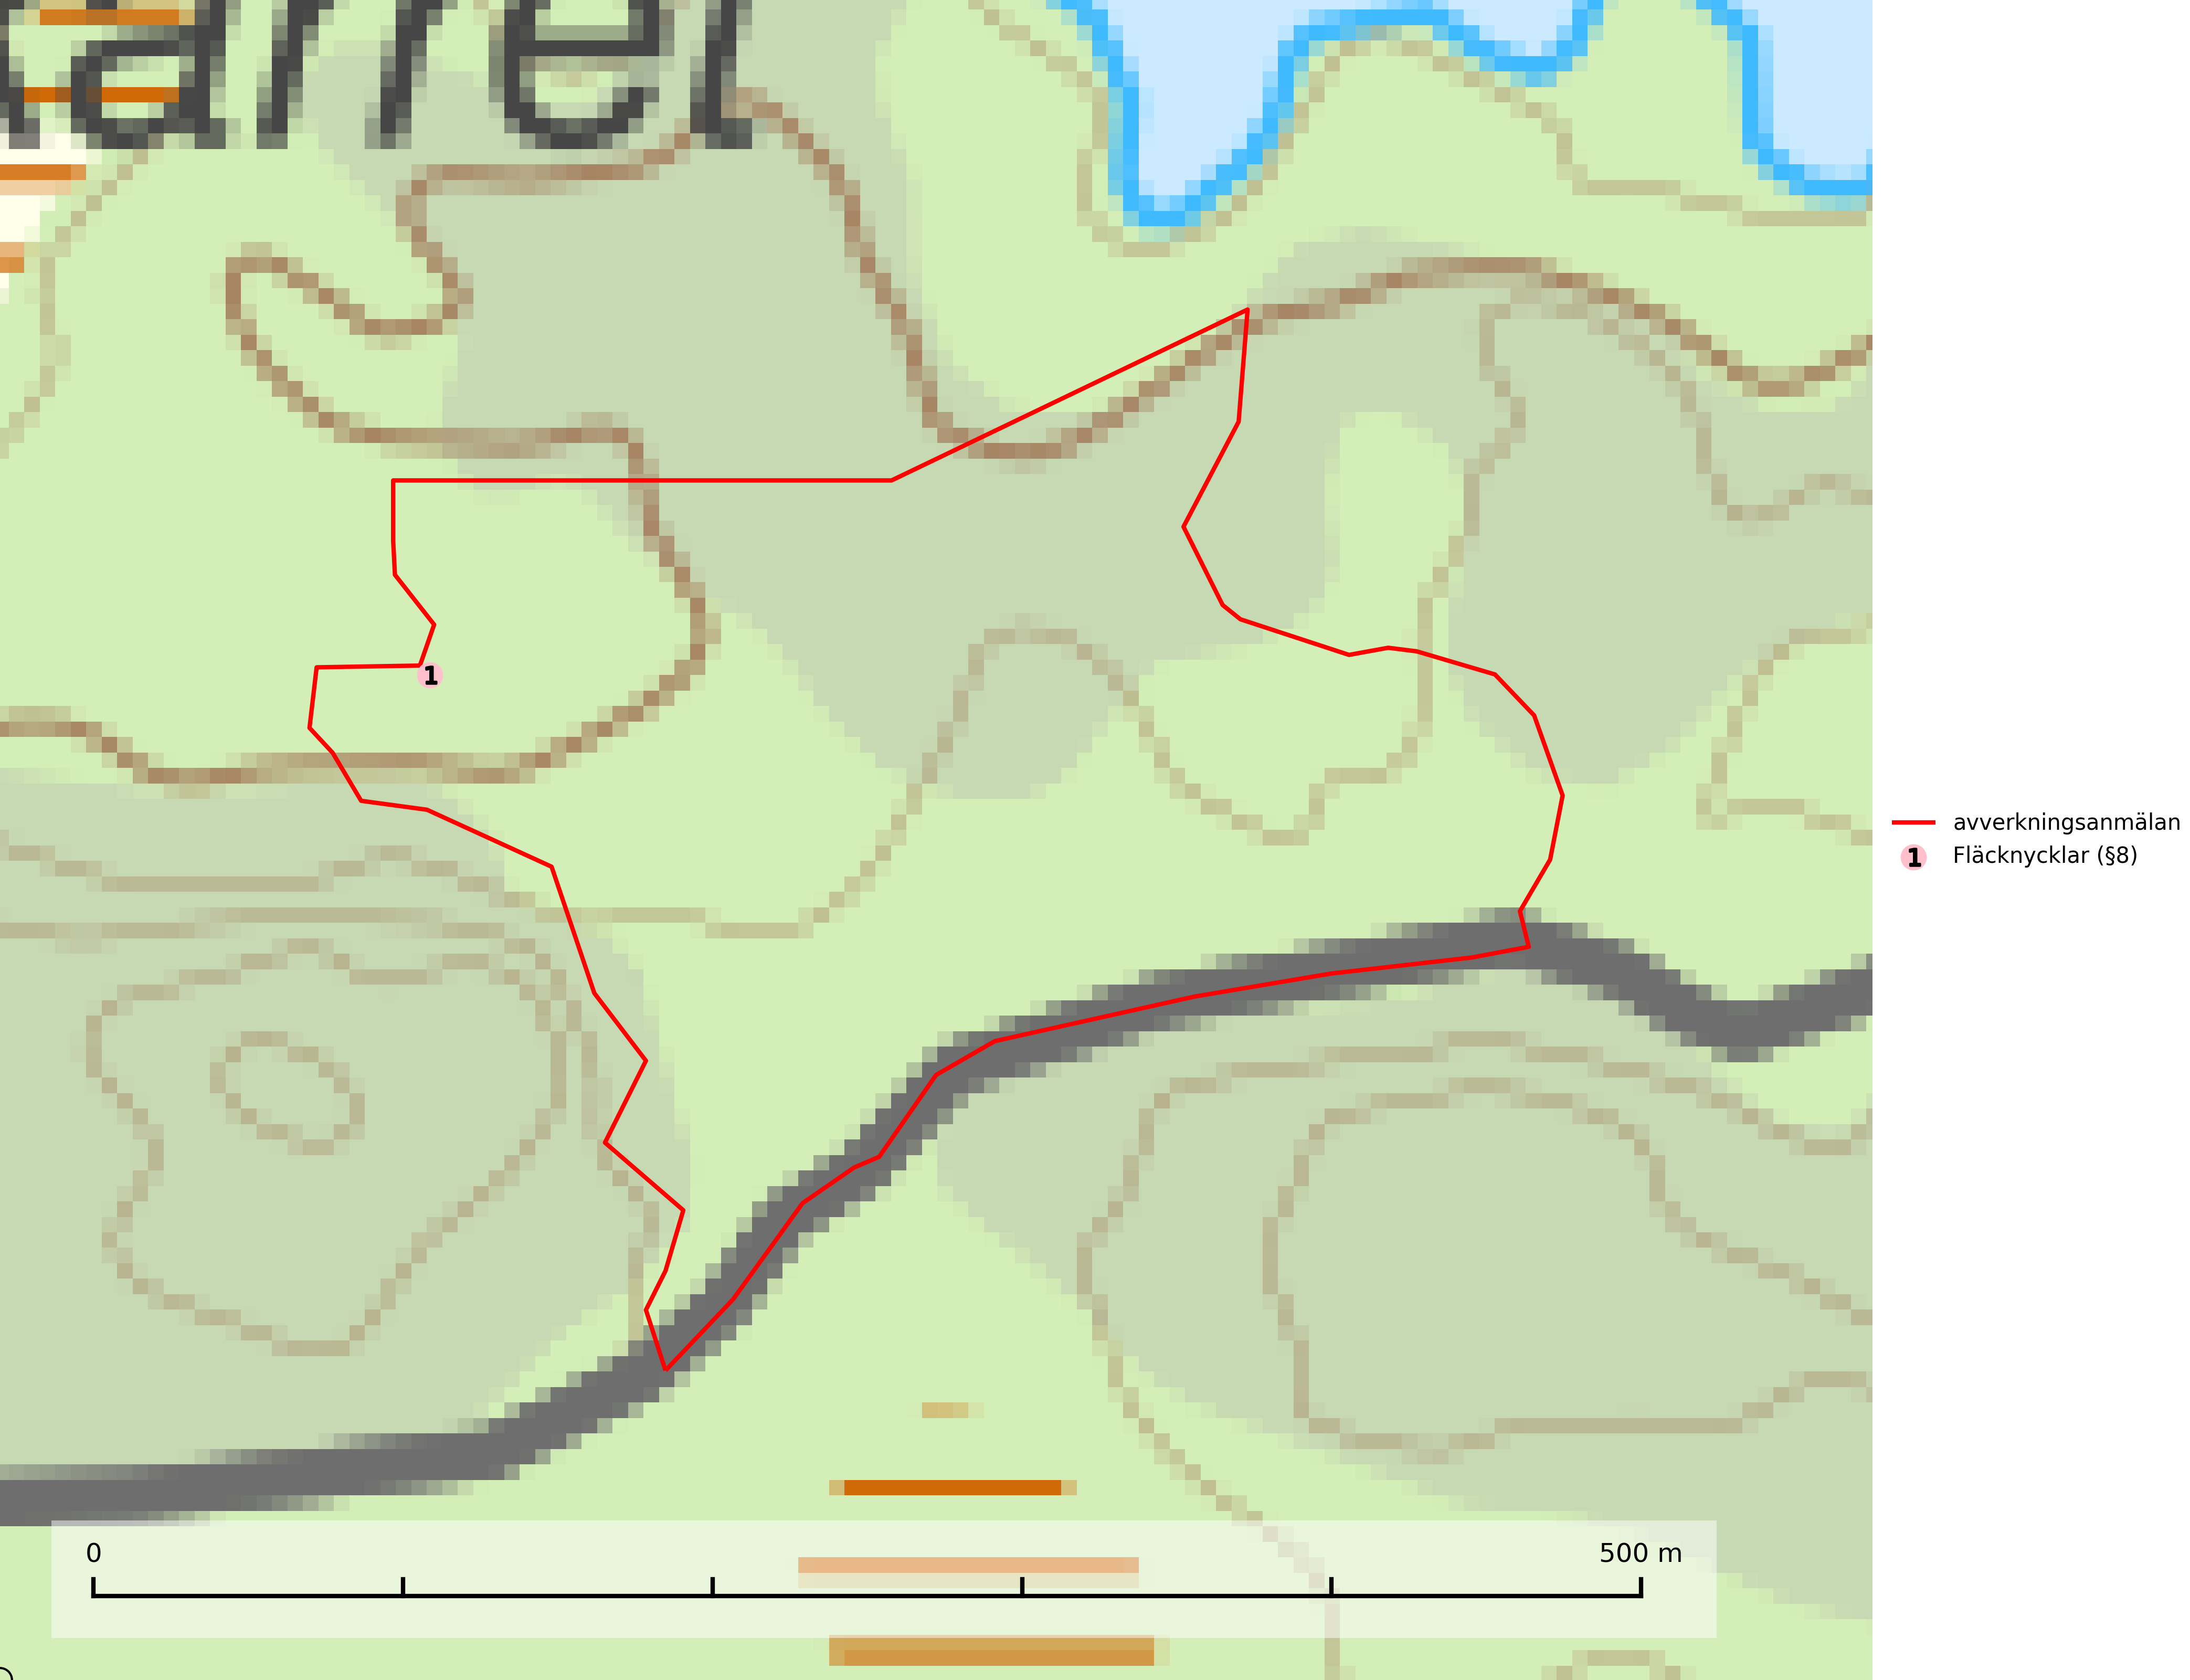 1
avverkningsanmälan
1 Fläcknycklar (§8)
0 500 m